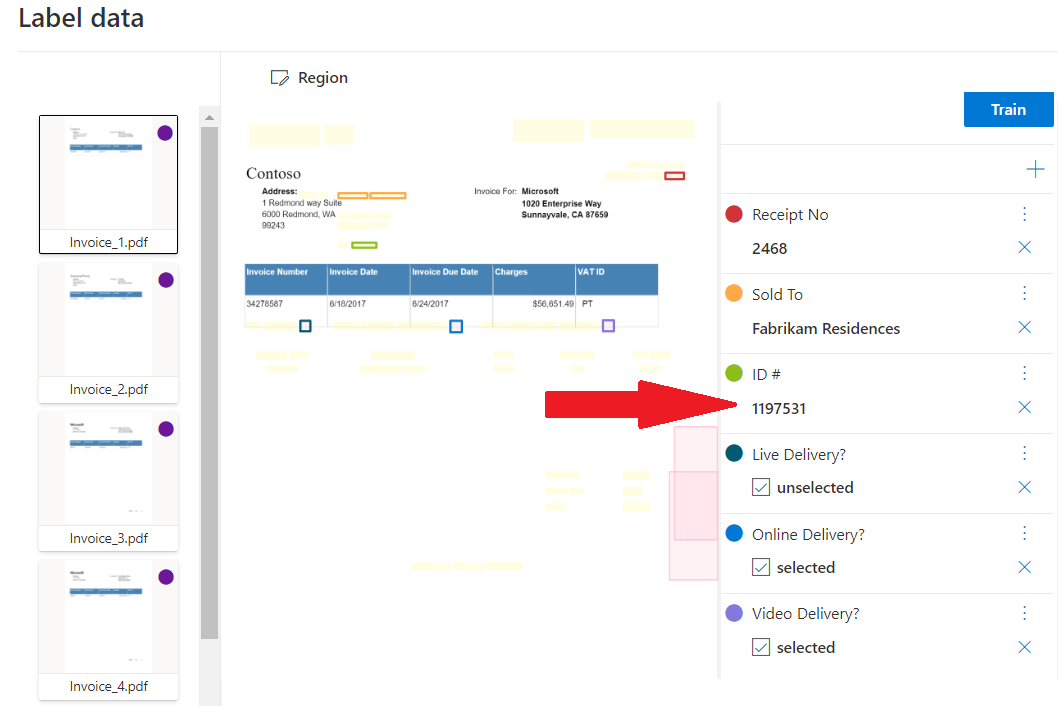 Label data
Region
Train
Invoice_1.pdf
Invoice_2.pdf
Invoice_3.pdf
Invoice_4.pdf
Contoso
Address:
1 Redmond way Suite
6000 Redmond, WA
99243
Invoice For: Microsoft
1020 Enterprise Way
Sunnayvale, CA 87659
Invoice Number Invoice Date Invoice Due Date Charges VAT ID
34278587 6/18/2017 6/24/2017 $56,651.49 PT
Receipt No
2468
Sold To
Fabrikam Residences
ID #
1197531
Live Delivery?
unselected
Online Delivery?
selected
Video Delivery?
selected